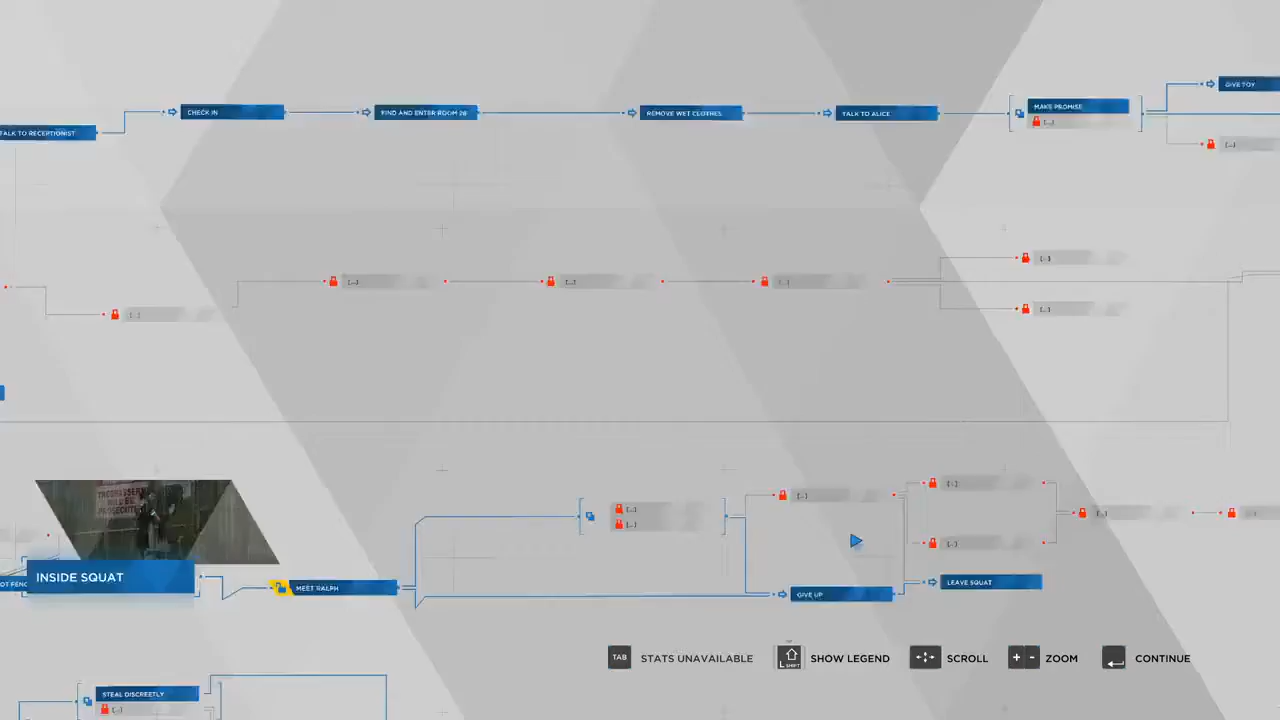 GIVE TOY
MAKE PROMISE
CHECK IN
FIND AND ENTER ROOM 28
REMOVE WET CLOTHES
TALK TO ALICE
[...]
TALK TO RECEPTIONIST
[...]
[...]
[...]
[...]
[...]
[...]
[...]
[...]
[...]
[...]
[...]
[...]
[...]
[...]
INSIDE SQUAT
LEAVE SQUAT
MEET RALPH
GIVE UP
TAB
STATS UNAVAILABLE
L SHIFT
SHOW LEGEND
SCROLL
+ -
ZOOM
CONTINUE
STEAL DISCREETLY
[...]